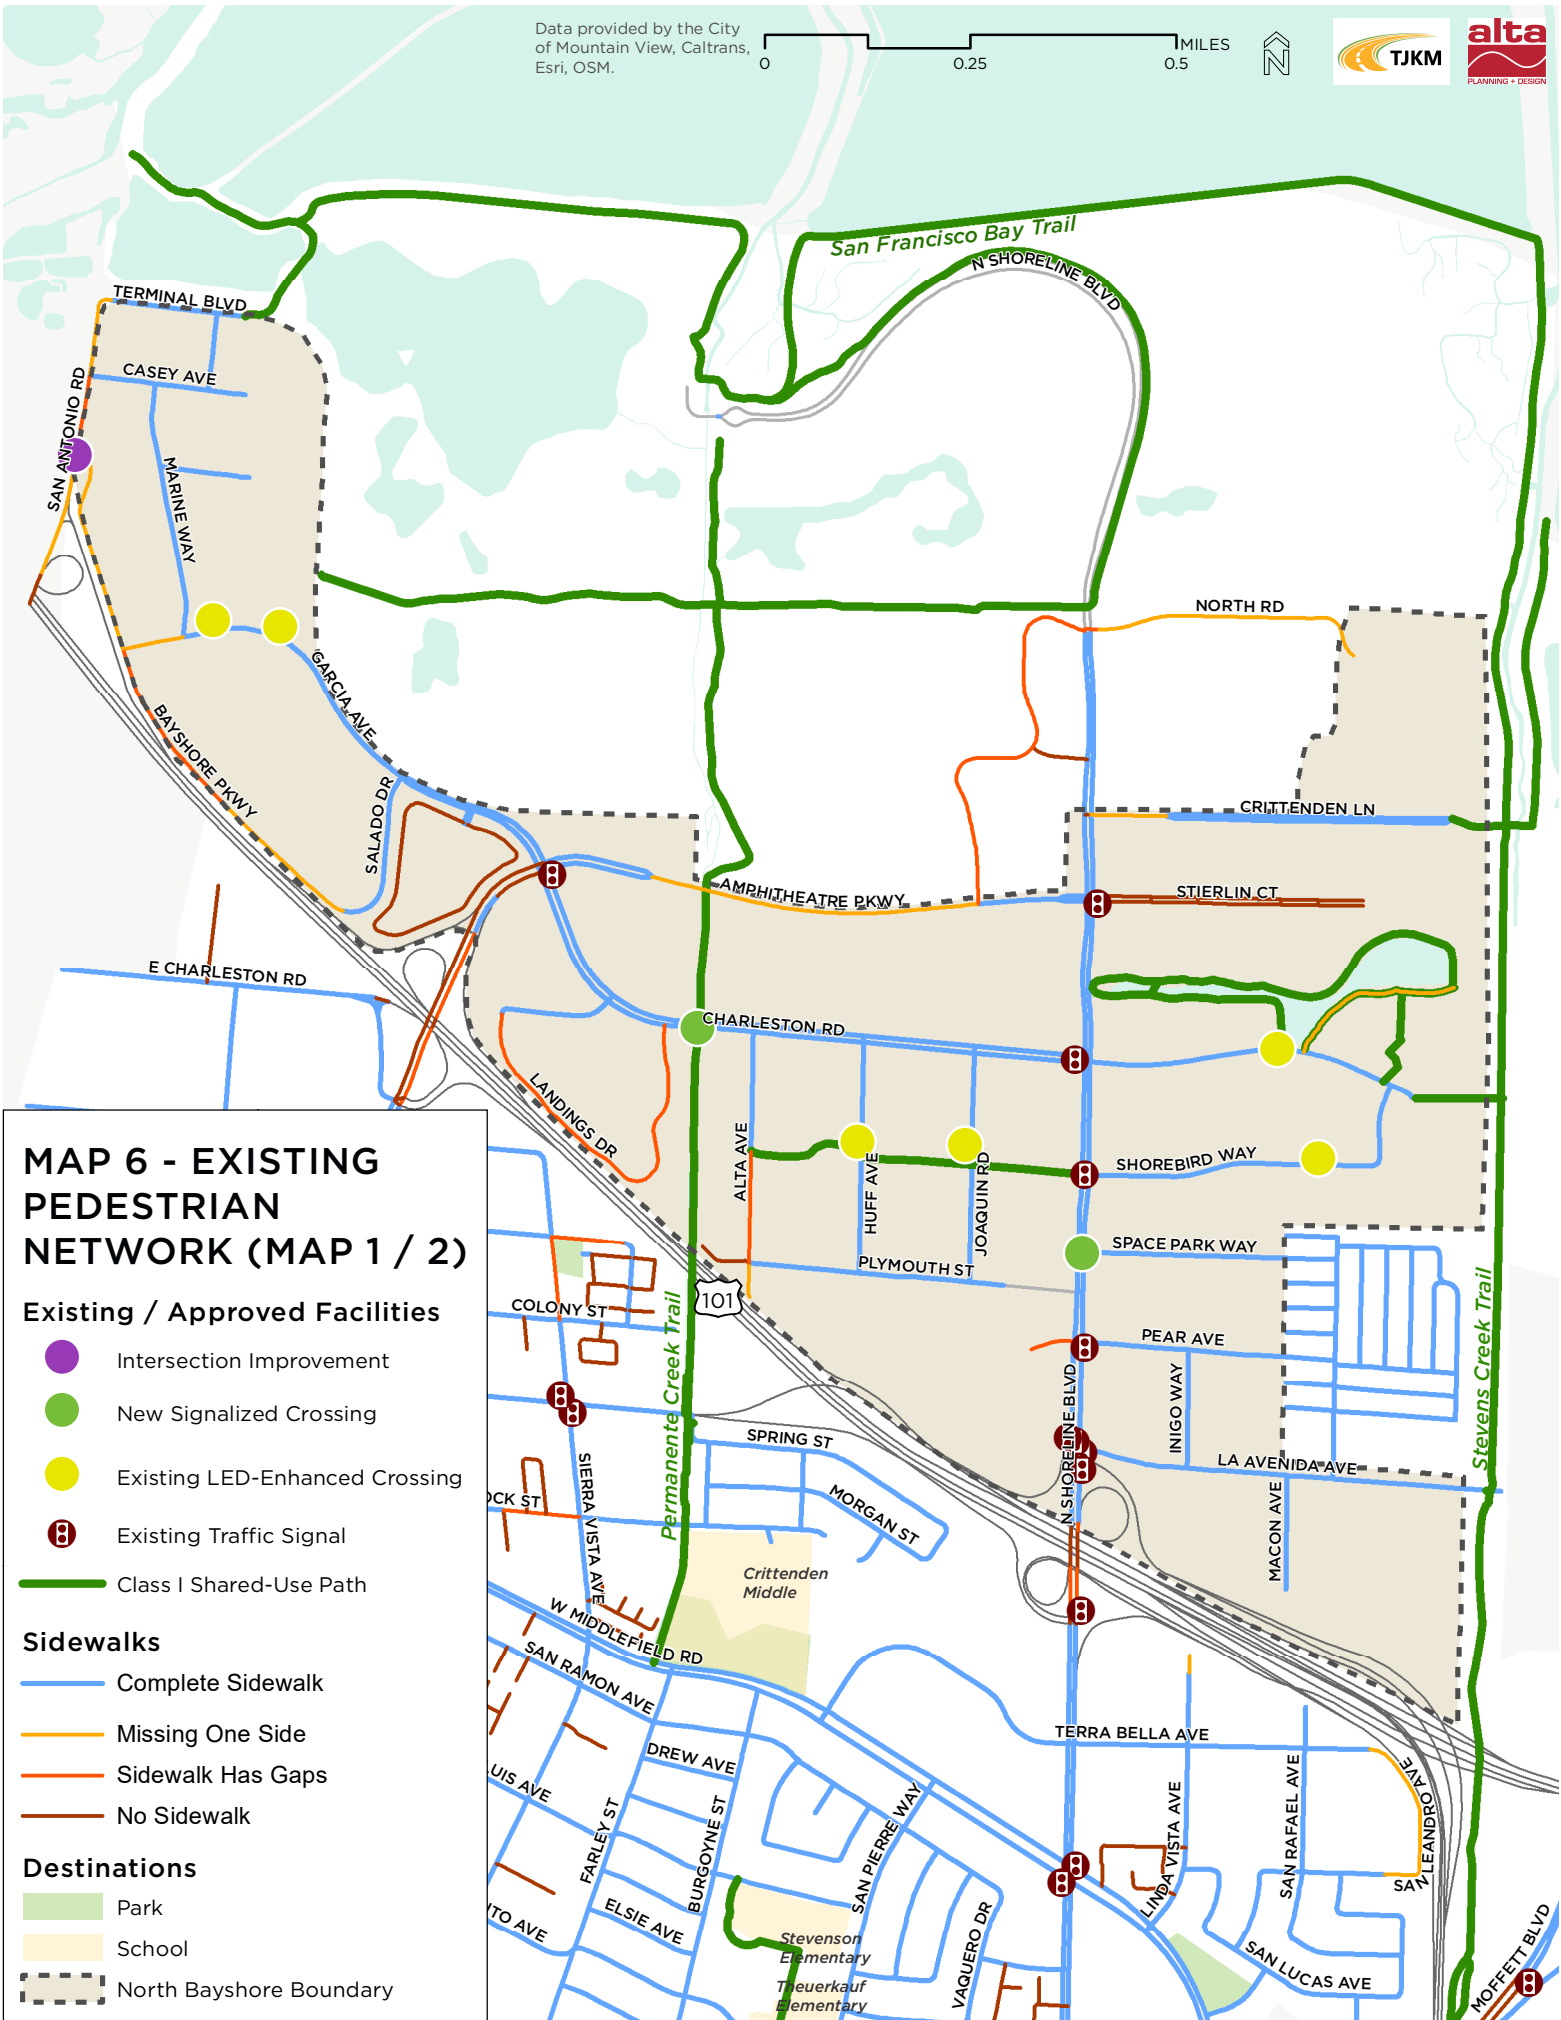 Data provided by the City
of Mountain View, Caltrans,
Esri, OSM.
0
0.25
0.5
MILES
N
TJKM
alta
PLANNING + DESIGN
San Francisco Bay Trail
N SHORELINE BLVD
TERMINAL BLVD
CASEY AVE
SAN ANTONIO RD
MARINE WAY
NORTH RD
GARCIA AVE
BAYSHORE PKWY
SALADO DR
CRITTENDEN LN
AMPHITHEATRE PKWY
STIERLIN CT
E CHARLESTON RD
CHARLESTON RD
LANDINGS DR
ALTA AVE
HUFF AVE
JOAQUIN RD
SHOREBIRD WAY
SPACE PARK WAY
PLYMOUTH ST
101
COLONY ST
Permanente Creek Trail
PEAR AVE
N SHORELINE BLVD
INIGO WAY
Stevens Creek Trail
SPRING ST
LA AVENIDA AVE
MORGAN ST
MACON AVE
OCK ST
SIERRA VISTA AVE
Crittenden
Middle
W MIDDLEFIELD RD
SAN RAMON AVE
TERRA BELLA AVE
DREW AVE
LUIS AVE
FARLEY ST
BURGOYNE ST
SAN PIERRE WAY
LINDA VISTA AVE
SAN RAFAEL AVE
SAN LEANDRO AVE
ITO AVE
ELSIE AVE
Stevenson
Elementary
Theuerkauf
Elementary
VAQUERO DR
SAN LUCAS AVE
MOFFETT BLVD
MAP 6 - EXISTING
PEDESTRIAN
NETWORK (MAP 1 / 2)
Existing / Approved Facilities
Intersection Improvement
New Signalized Crossing
Existing LED-Enhanced Crossing
Existing Traffic Signal
Class I Shared-Use Path
Sidewalks
Complete Sidewalk
Missing One Side
Sidewalk Has Gaps
No Sidewalk
Destinations
Park
School
North Bayshore Boundary